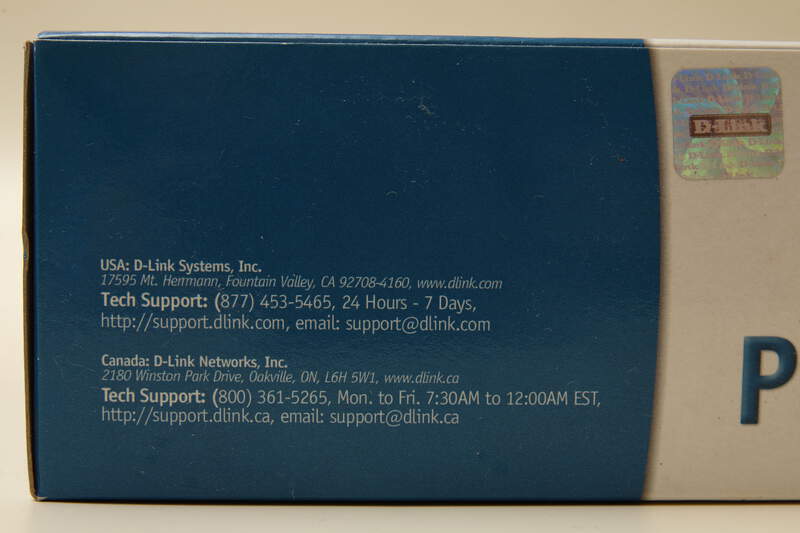 D-Link
USA: D-Link Systems, Inc.
17595 Mt. Herrmann, Fountain Valley, CA 92708-4160, www.dlink.com
Tech Support: (877) 453-5465, 24 Hours - 7 Days,
http://support.dlink.com, email: support@dlink.com
Canada: D-Link Networks, Inc.
2180 Winston Park Drive, Oakville, ON, L6H 5W1, www.dlink.ca
Tech Support: (800) 361-5265, Mon. to Fri. 7:30AM to 12:00AM EST,
http://support.dlink.ca, email: support@dlink.ca
P